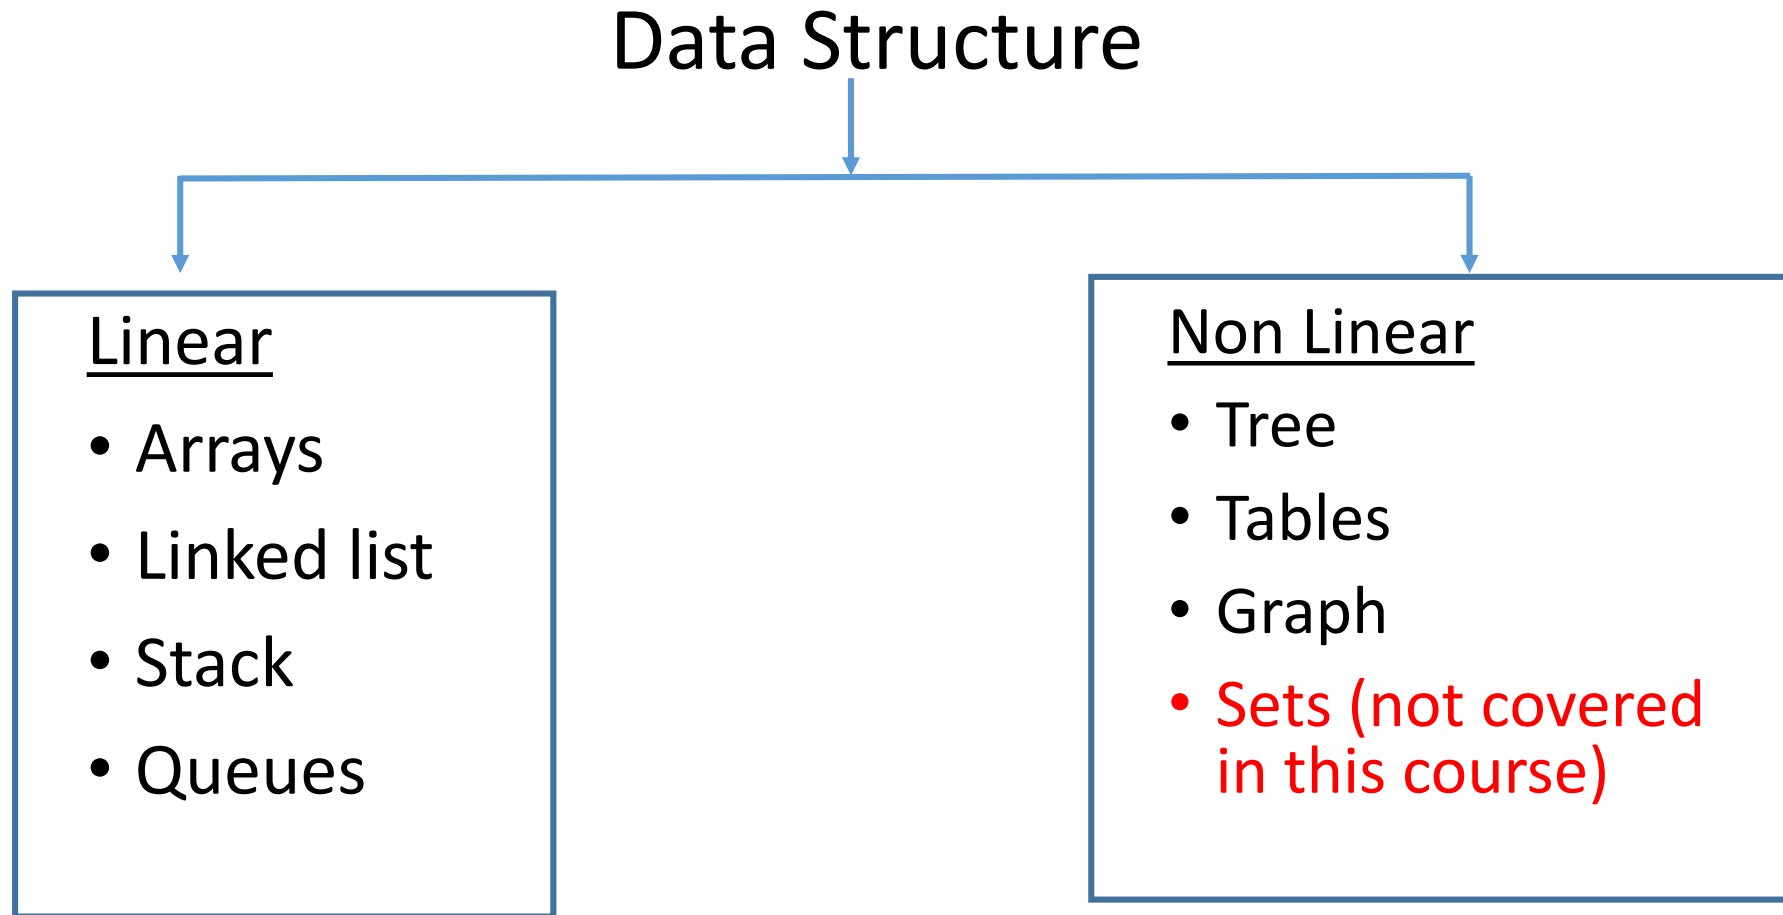 Data Structure
Linear
• Arrays
• Linked list
• Stack
• Queues
Non Linear
• Tree
• Tables
• Graph
• Sets (not covered
in this course)